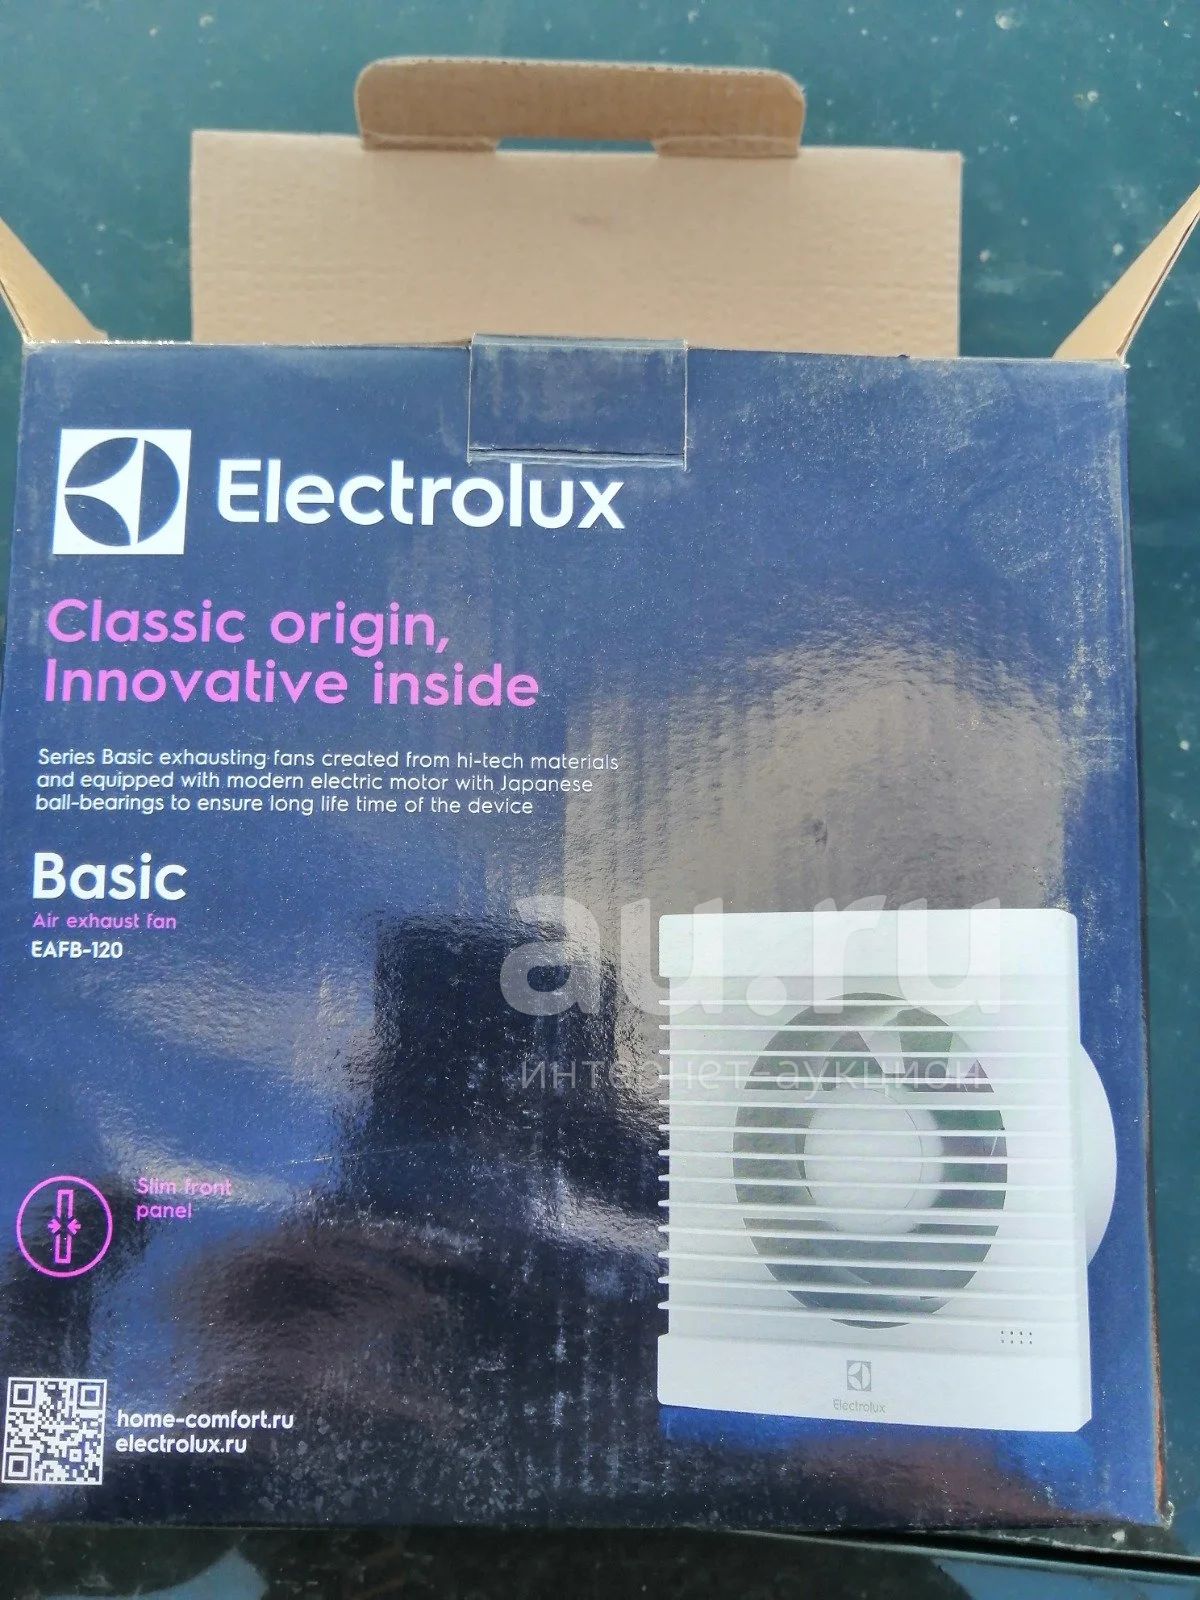 Electrolux
Classic origin,
Innovative inside
Series Basic exhausting fans created from hi-tech materials
and equipped with modern electric motor with Japanese
ball-bearings to ensure long life time of the device
Basic
Air exhaust fan
EAFB-120
au.ru
интернет-аукцион
Slim front
panel
Electrolux
home-comfort.ru
electrolux.ru